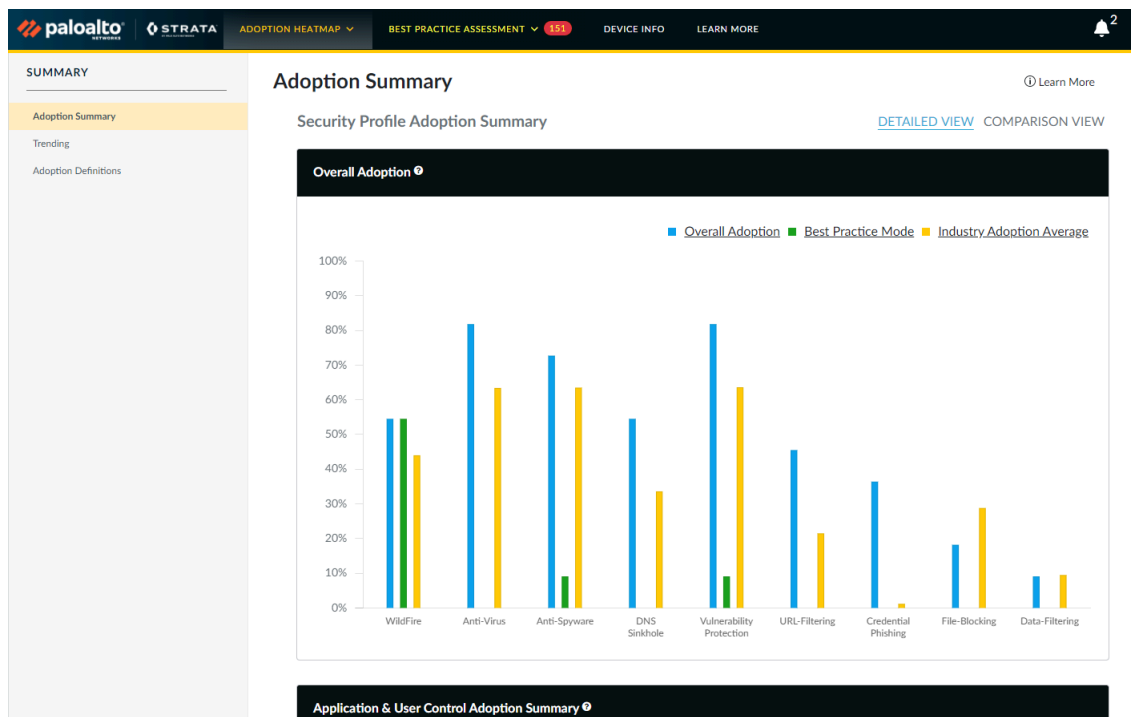 paloalto NETWORKS STRATA ADOPTION HEATMAP BEST PRACTICE ASSESSMENT 151 DEVICE INFO LEARN MORE 2
SUMMARY
Adoption Summary
Trending
Adoption Definitions
Adoption Summary
Learn More
Security Profile Adoption Summary
DETAILED VIEW COMPARISON VIEW
Overall Adoption
Overall Adoption Best Practice Mode Industry Adoption Average
100%
90%
80%
70%
60%
50%
40%
30%
20%
10%
0%
WildFire
Anti-Virus
Anti-Spyware
DNS
Sinkhole
Vulnerability
Protection
URL-Filtering
Credential
Phishing
File-Blocking
Data-Filtering
Application & User Control Adoption Summary